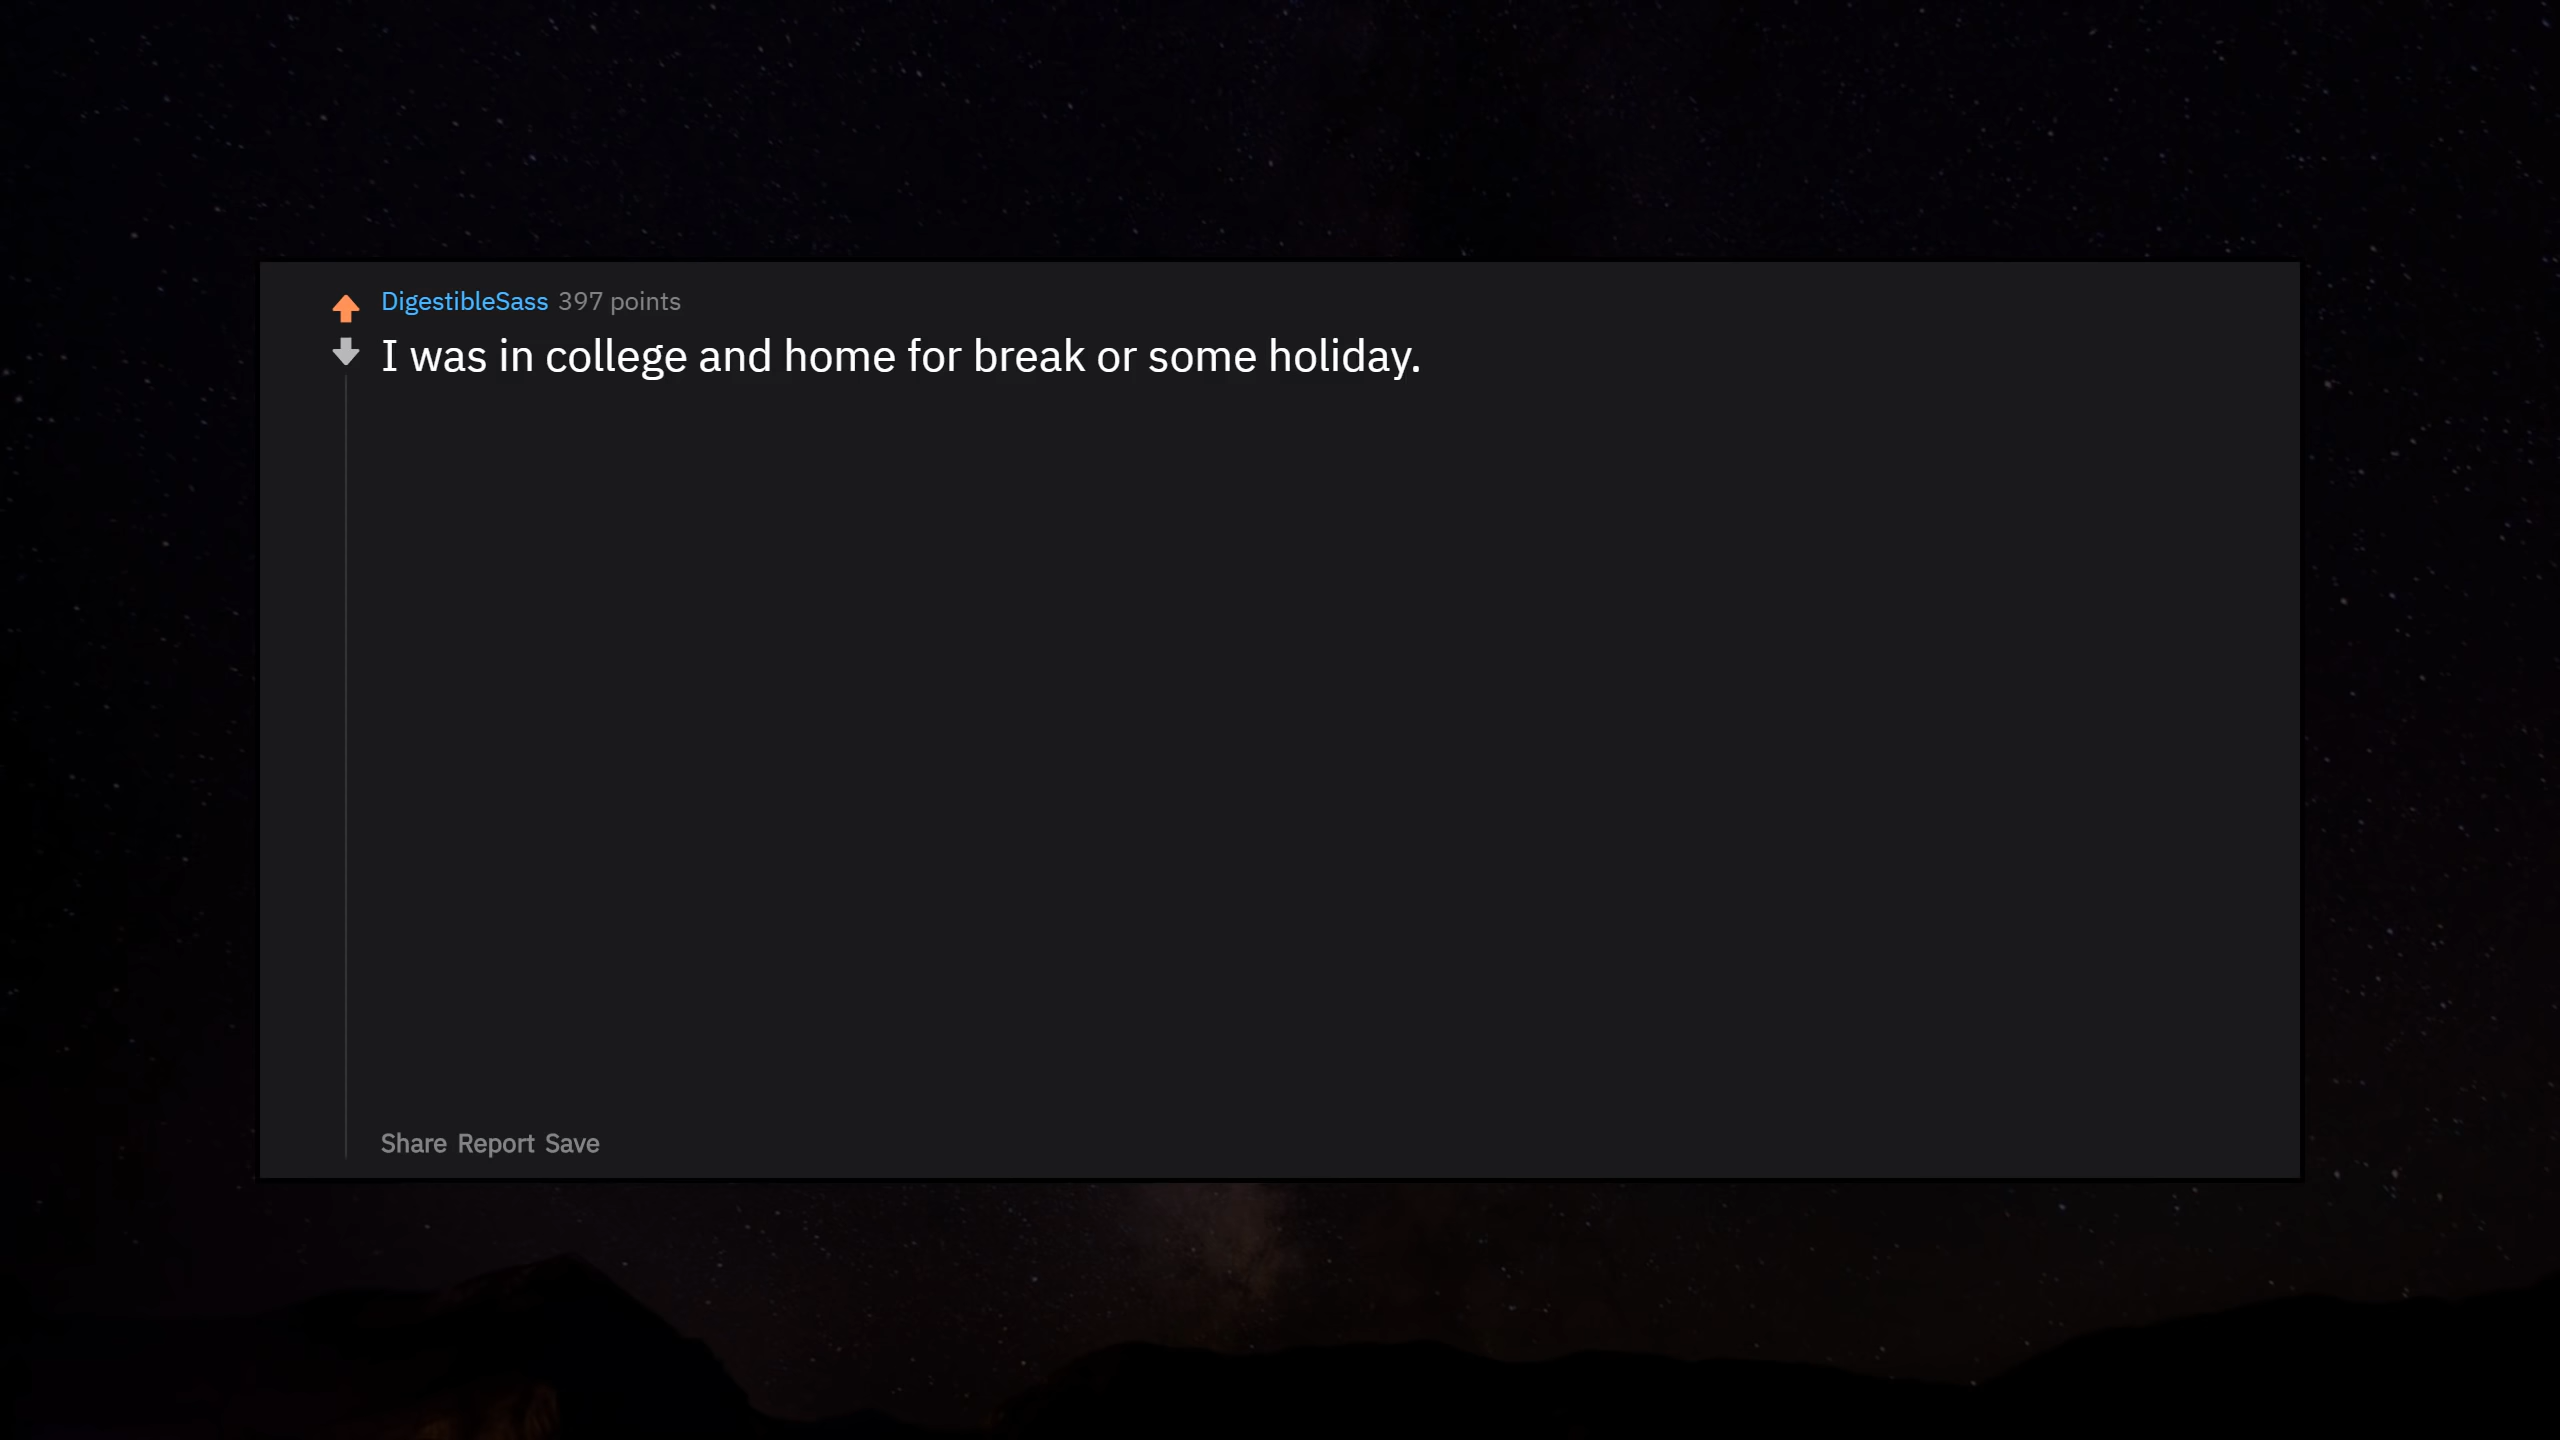 DigestibleSass 397 points
I was in college and home for break or some holiday.
Share Report Save